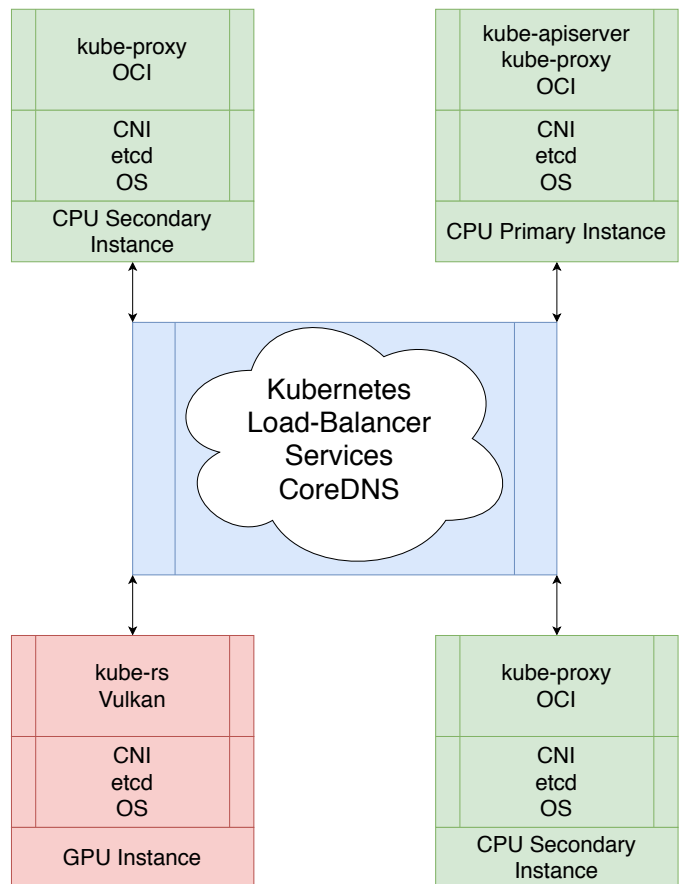 kube-proxy
OCI
CNI
etcd
OS
CPU Secondary
Instance
kube-apiserver
kube-proxy
OCI
CNI
etcd
OS
CPU Primary Instance
Kubernetes
Load-Balancer
Services
CoreDNS
kube-rs
Vulkan
CNI
etcd
OS
GPU Instance
kube-proxy
OCI
CNI
etcd
OS
CPU Secondary
Instance